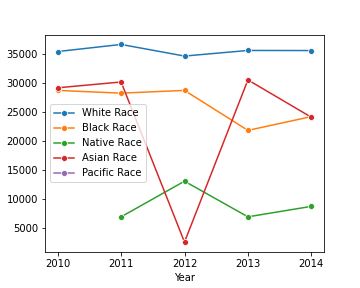 35000
30000
25000
20000
15000
10000
5000
White Race
Black Race
Native Race
Asian Race
Pacific Race
2010 2011 2012 2013 2014
Year